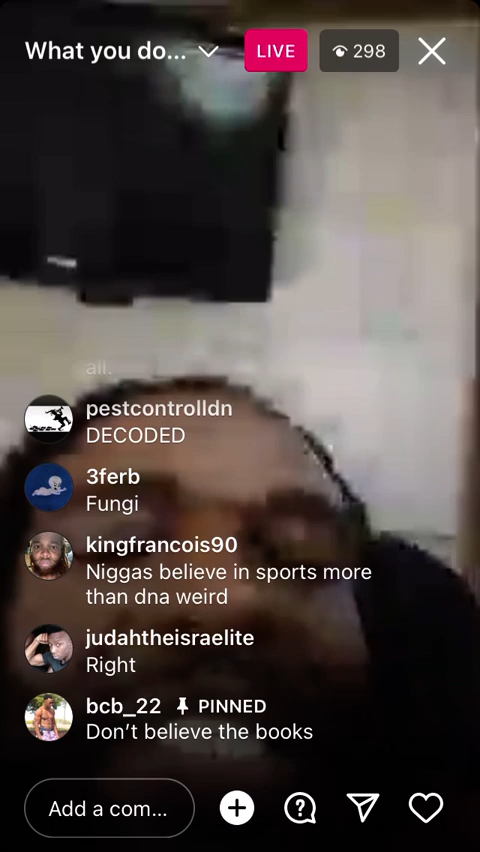 What you do...
LIVE
298
all.
pestcontrolldn
DECODED
3ferb
Fungi
kingfrancois90
Niggas believe in sports more
than dna weird
judahtheisraelite
Right
bcb_22 PINNED
Don’t believe the books
Add a com...